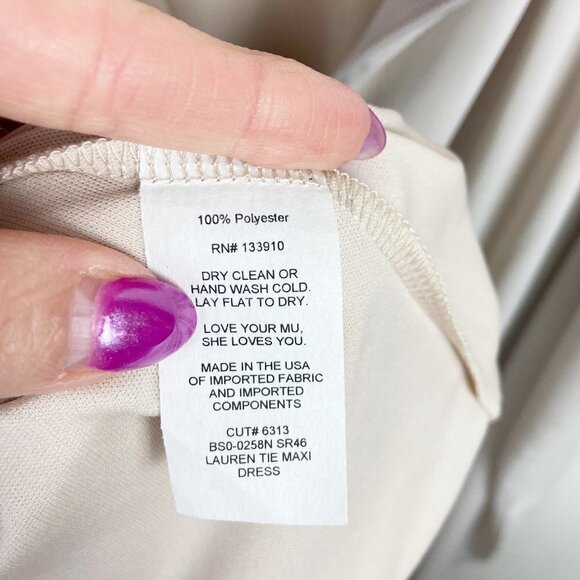 100% Polyester
RN# 133910
DRY CLEAN OR
HAND WASH COLD.
LAY FLAT TO DRY.
LOVE YOUR MU,
SHE LOVES YOU.
MADE IN THE USA
OF IMPORTED FABRIC
AND IMPORTED
COMPONENTS
CUT# 6313
BS0-0258N SR46
LAUREN TIE MAXI
DRESS